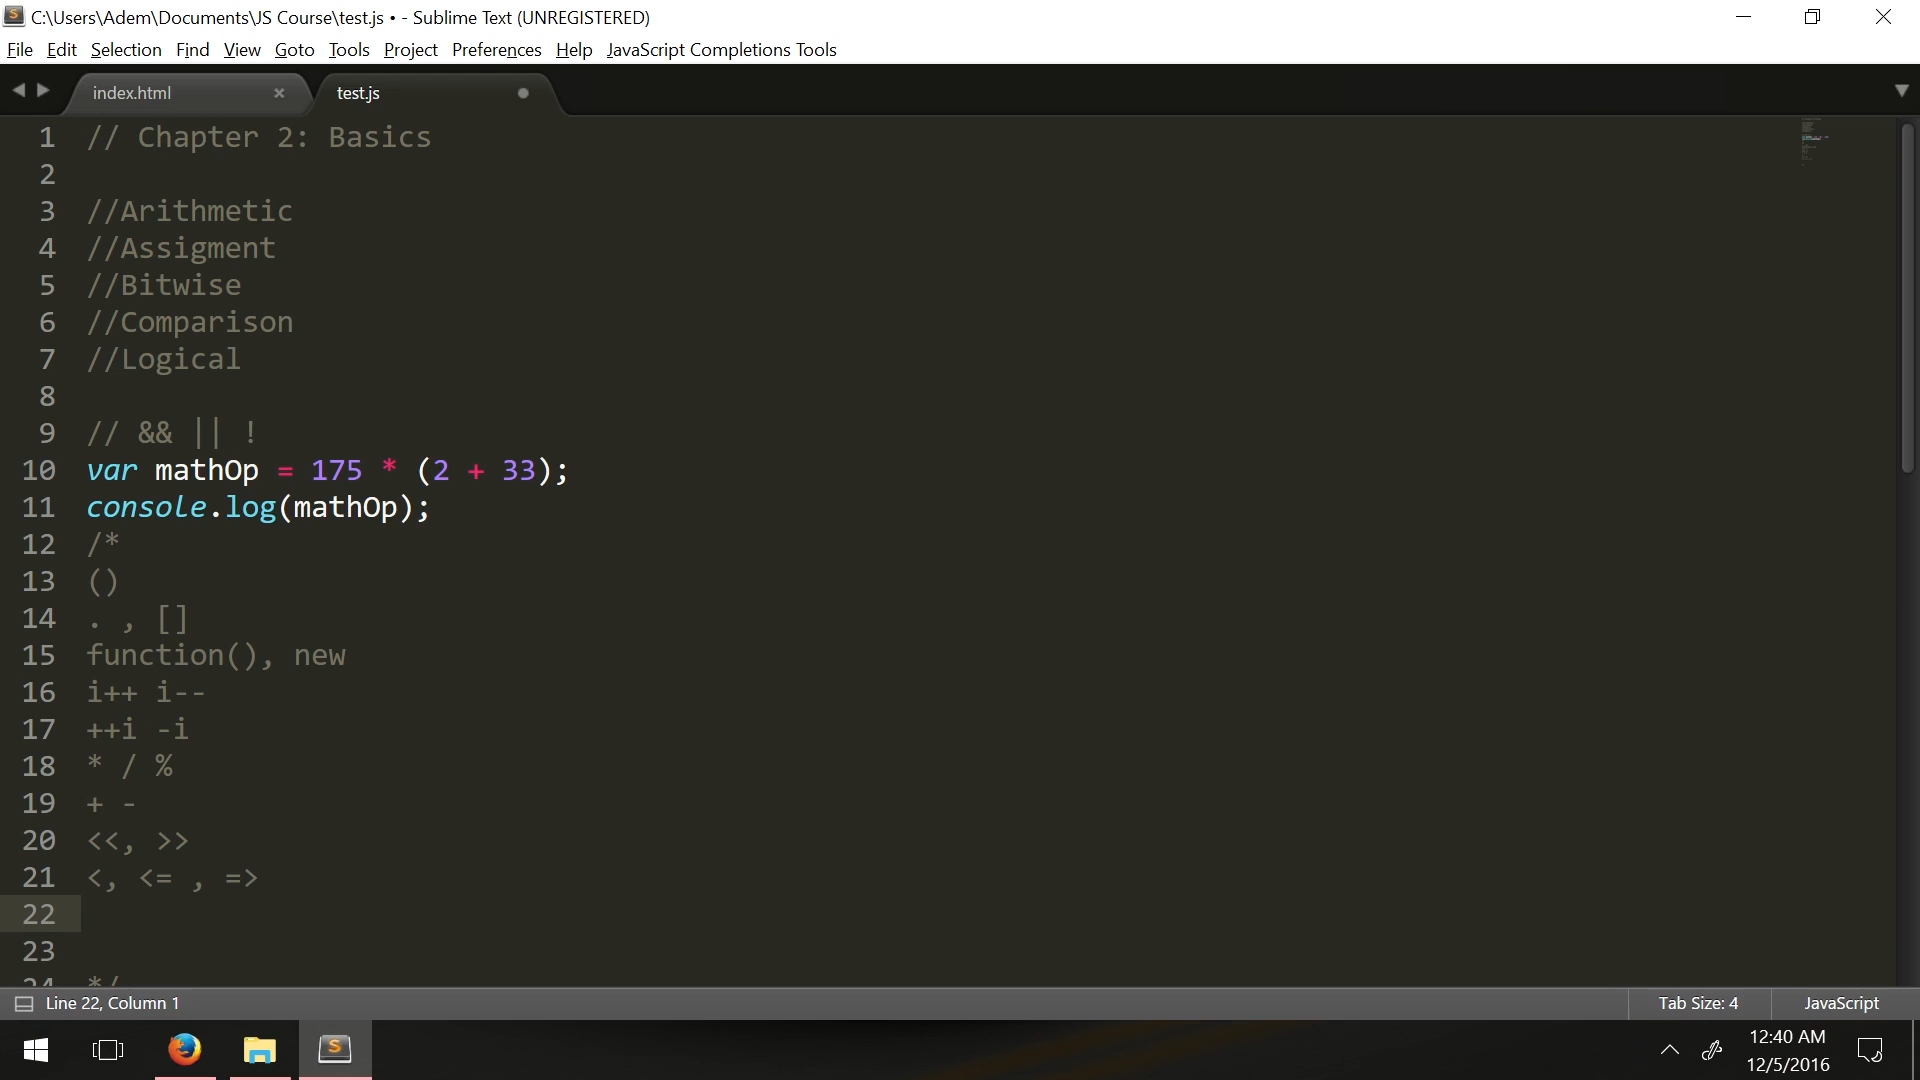 C:\Users\Adem\Documents\JS Course\test.js • - Sublime Text (UNREGISTERED)
File Edit Selection Find View Goto Tools Project Preferences Help JavaScript Completions Tools
index.html test.js
1 // Chapter 2: Basics
2
3 //Arithmetic
4 //Assigment
5 //Bitwise
6 //Comparison
7 //Logical
8
9 // && || !
10 var mathOp = 175 * (2 + 33);
11 console.log(mathOp);
12 /*
13 ()
14 . , []
15 function(), new
16 i++ i--
17 ++i -i
18 * / %
19 + -
20 <<, >>
21 <, <= , =>
22
23
24 */
Line 22, Column 1 Tab Size: 4 JavaScript
12:40 AM
12/5/2016